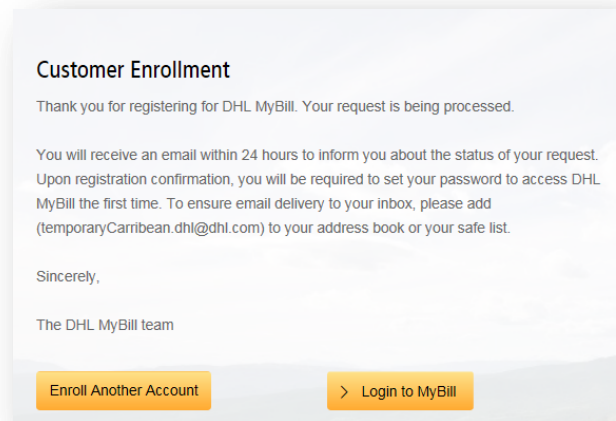 Customer Enrollment
Thank you for registering for DHL MyBill. Your request is being processed.
You will receive an email within 24 hours to inform you about the status of your request.
Upon registration confirmation, you will be required to set your password to access DHL
MyBill the first time. To ensure email delivery to your inbox, please add
(temporaryCarribean.dhl@dhl.com) to your address book or your safe list.
Sincerely,
The DHL MyBill team
Enroll Another Account
> Login to MyBill